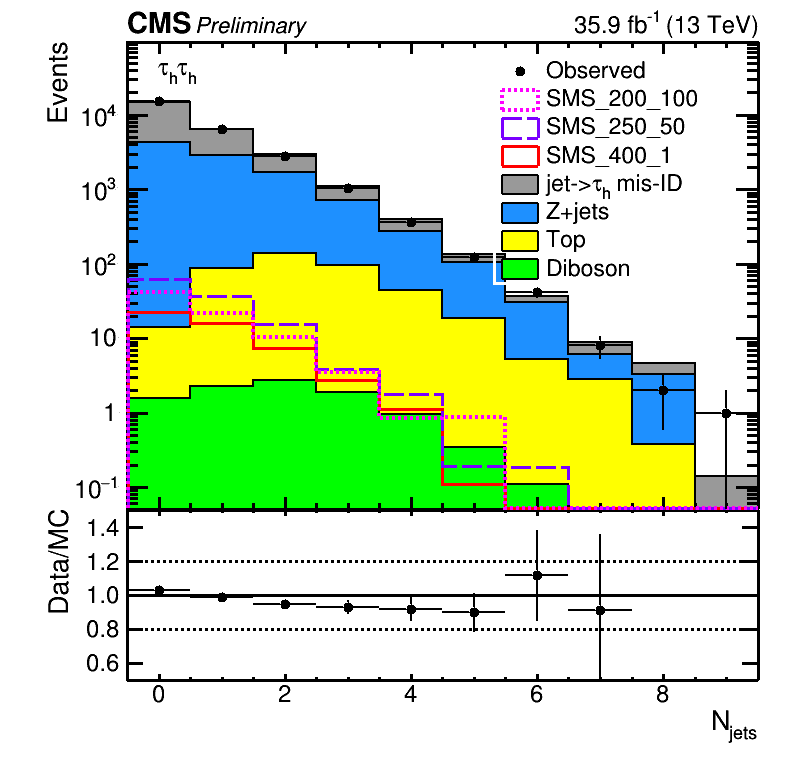 CMS Preliminary 35.9 fb⁻¹ (13 TeV)
Events
τₕτₕ
Observed
SMS_200_100
SMS_250_50
SMS_400_1
jet->τₕ mis-ID
Z+jets
Top
Diboson
10⁴
10³
10²
10
1
10⁻¹
Data/MC
1.4
1.2
1.0
0.8
0.6
0 2 4 6 8
N_jets